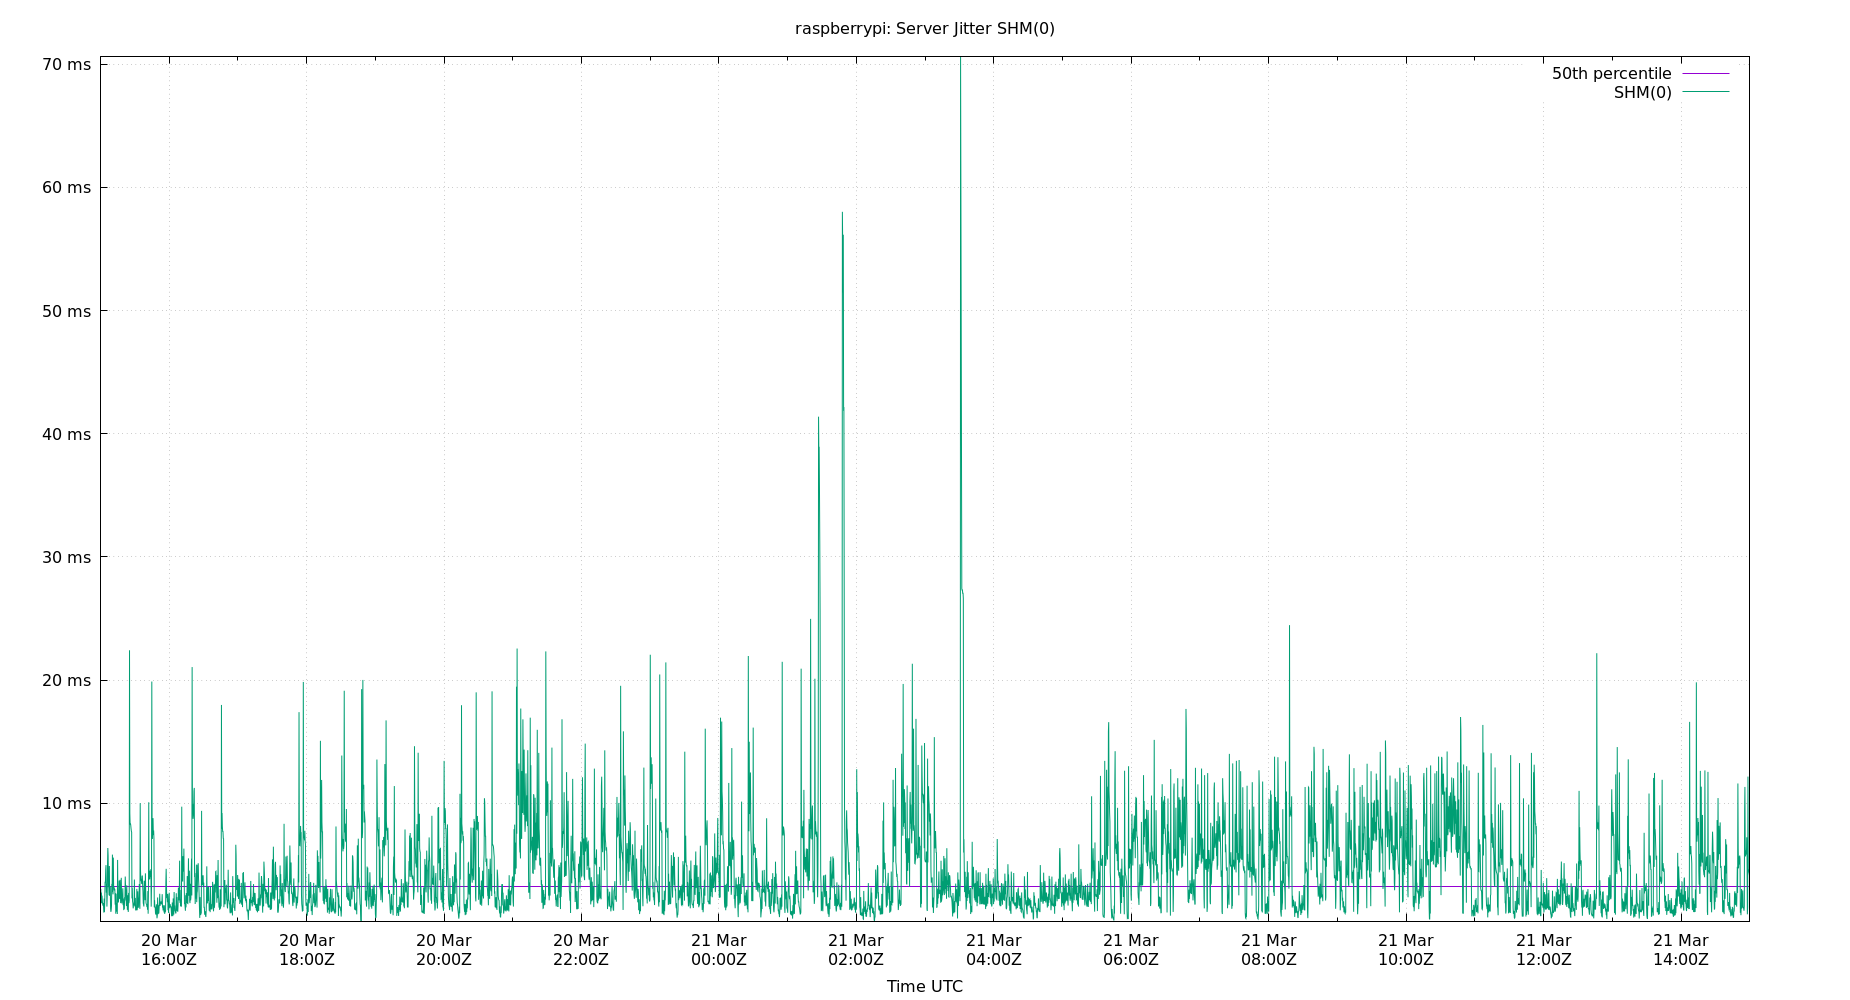 raspberrypi: Server Jitter SHM(0)
70 ms
60 ms
50 ms
40 ms
30 ms
20 ms
10 ms
50th percentile
SHM(0)
20 Mar 20 Mar 20 Mar 20 Mar 21 Mar 21 Mar 21 Mar 21 Mar 21 Mar 21 Mar 21 Mar 21 Mar
16:00Z 18:00Z 20:00Z 22:00Z 00:00Z 02:00Z 04:00Z 06:00Z 08:00Z 10:00Z 12:00Z 14:00Z
Time UTC